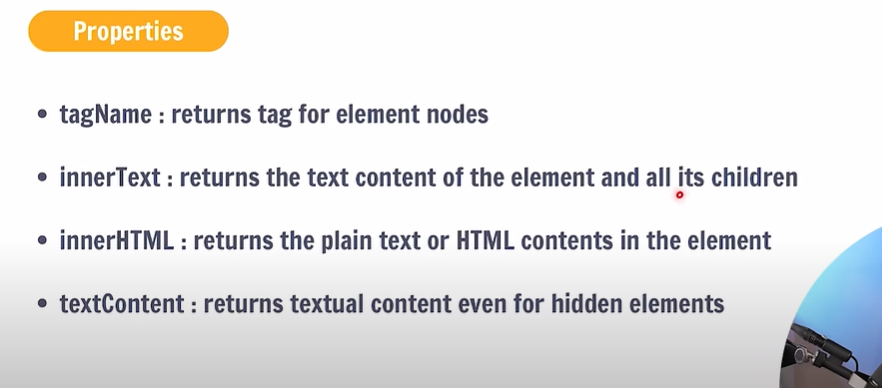 Properties
• tagName : returns tag for element nodes
• innerText : returns the text content of the element and all its children
• innerHTML : returns the plain text or HTML contents in the element
• textContent : returns textual content even for hidden elements